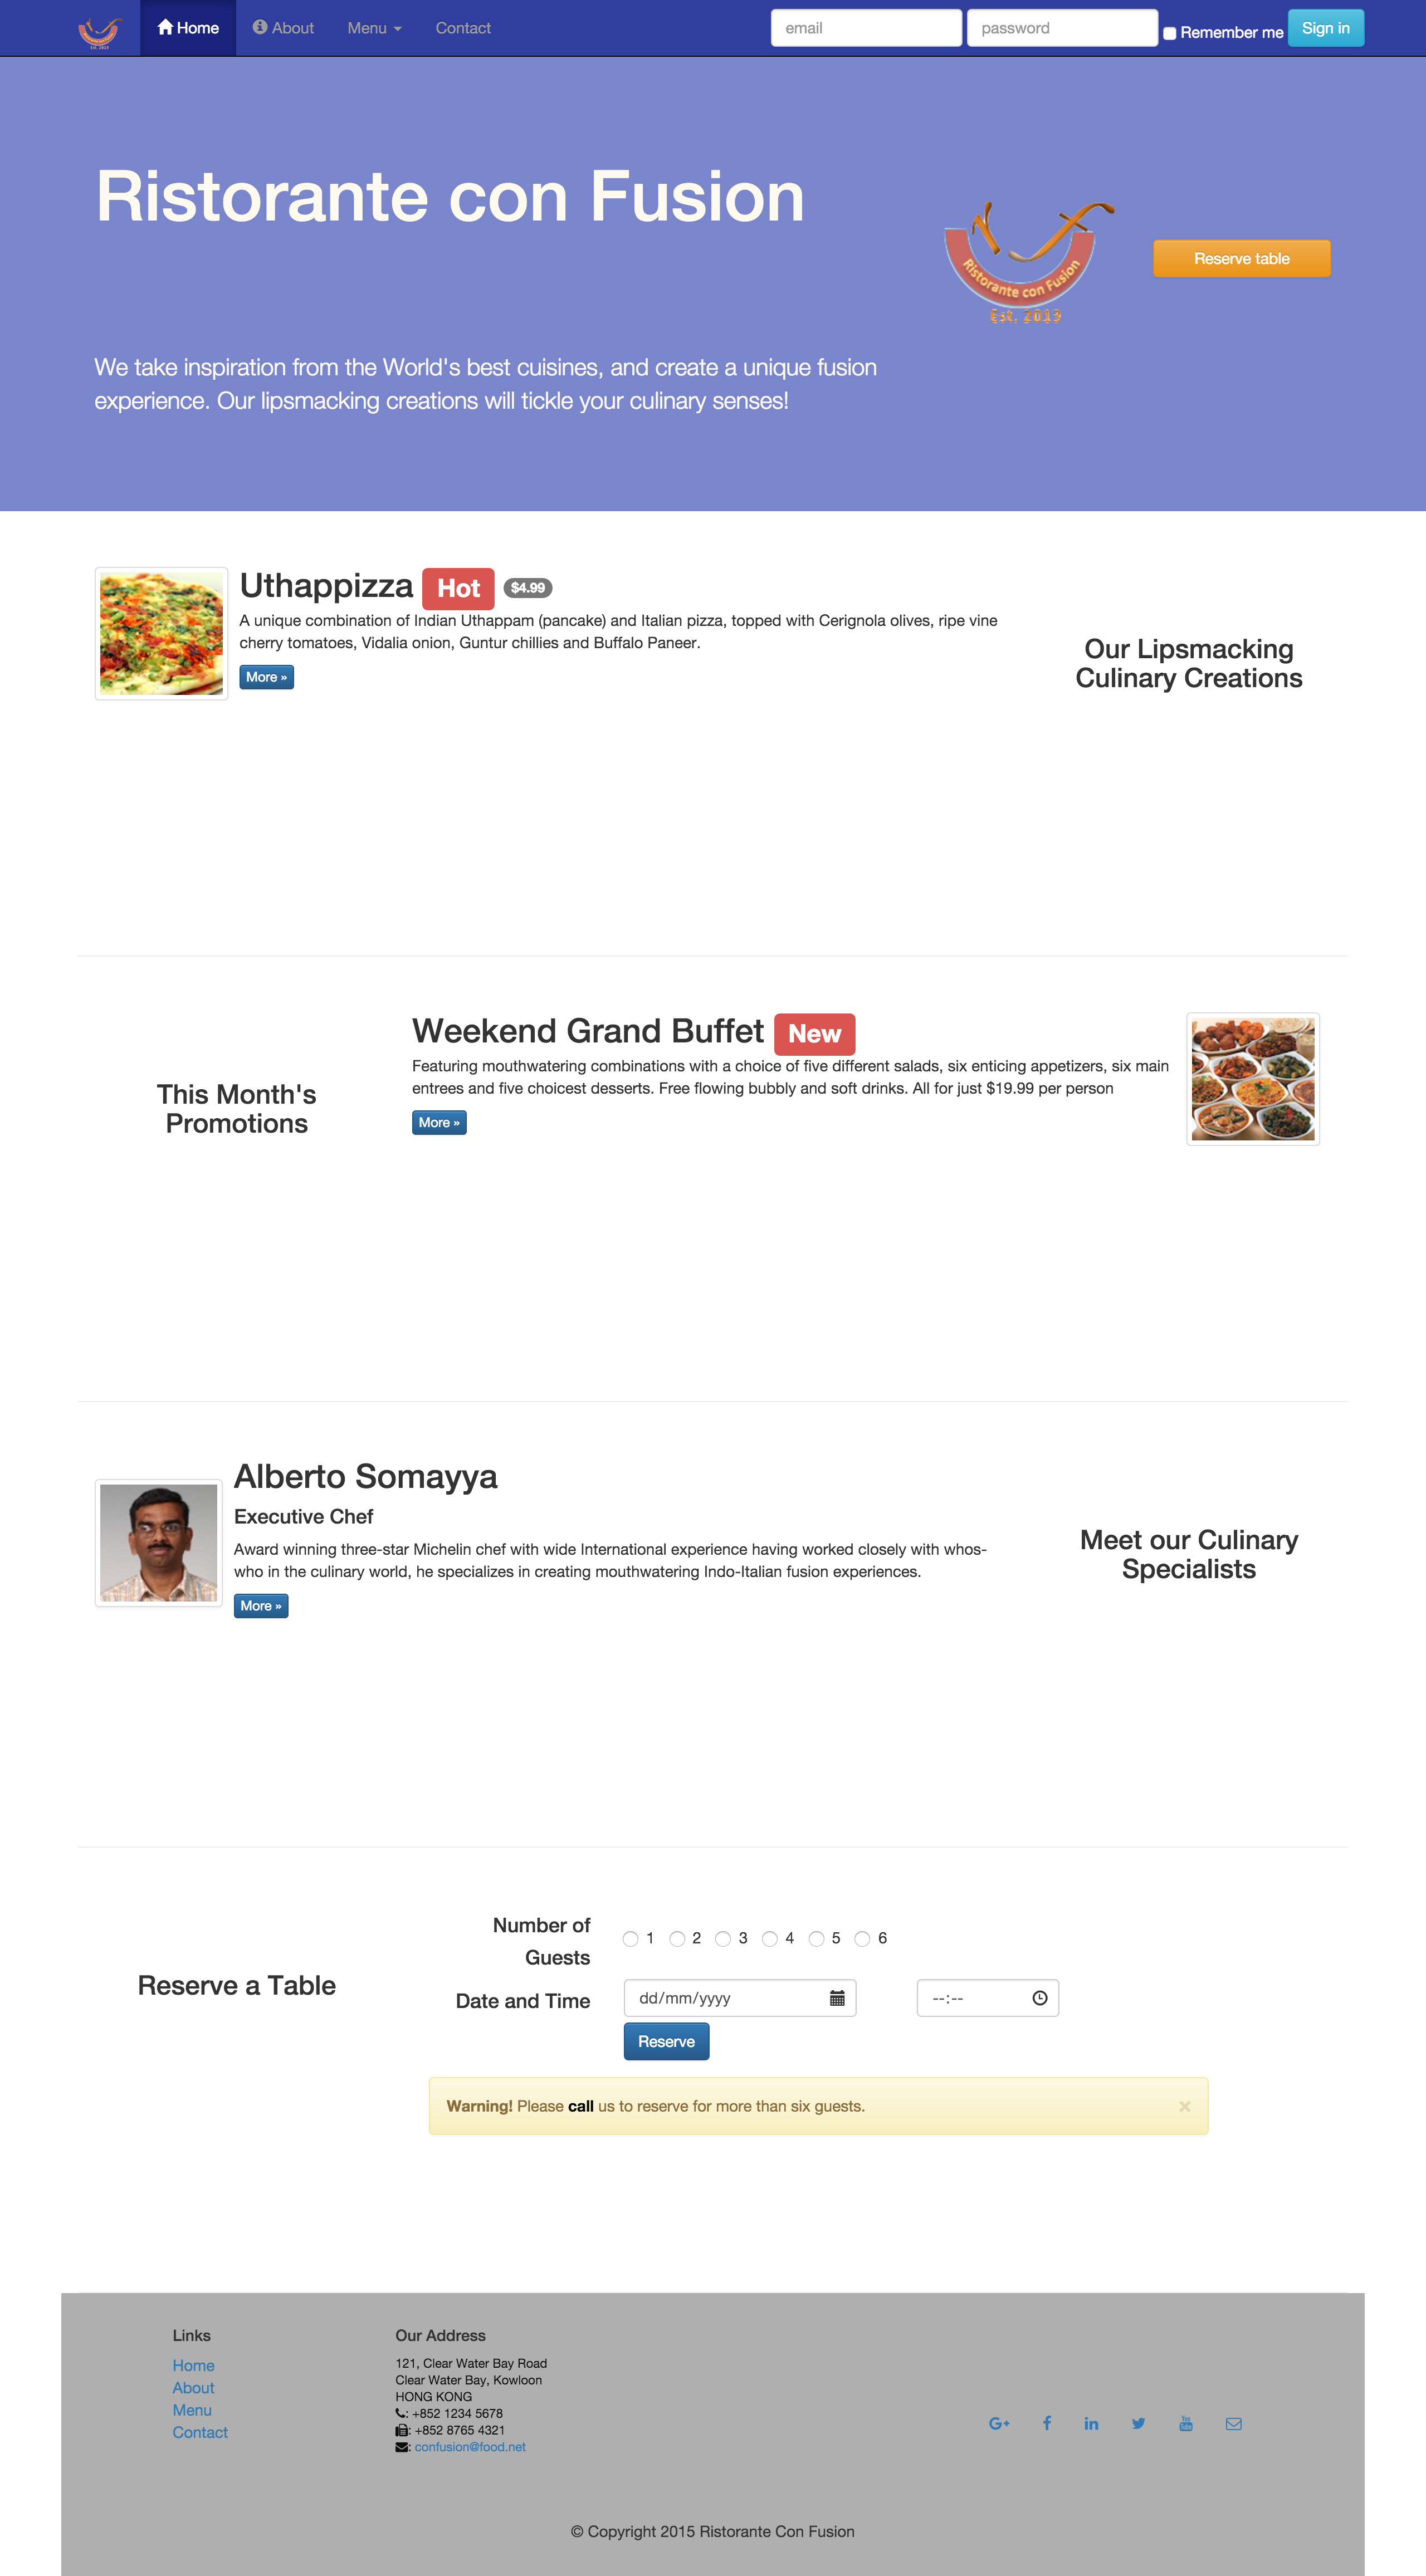 Est. 2013
Home
About
Menu
Contact
email
password
Remember me
Sign in
Ristorante con Fusion
Ristorante con Fusion
Est. 2013
Reserve table
We take inspiration from the World's best cuisines, and create a unique fusion
experience. Our lipsmacking creations will tickle your culinary senses!
Uthappizza Hot $4.99
A unique combination of Indian Uthappam (pancake) and Italian pizza, topped with Cerignola olives, ripe vine
cherry tomatoes, Vidalia onion, Guntur chillies and Buffalo Paneer.
More »
Our Lipsmacking
Culinary Creations
This Month's
Promotions
Weekend Grand Buffet New
Featuring mouthwatering combinations with a choice of five different salads, six enticing appetizers, six main
entrees and five choicest desserts. Free flowing bubbly and soft drinks. All for just $19.99 per person
More »
Alberto Somayya
Executive Chef
Award winning three-star Michelin chef with wide International experience having worked closely with whos-
who in the culinary world, he specializes in creating mouthwatering Indo-Italian fusion experiences.
More »
Meet our Culinary
Specialists
Reserve a Table
Number of
Guests
1 2 3 4 5 6
Date and Time
dd/mm/yyyy
--:--
Reserve
Warning! Please call us to reserve for more than six guests.
×
Links
Home
About
Menu
Contact
Our Address
121, Clear Water Bay Road
Clear Water Bay, Kowloon
HONG KONG
: +852 1234 5678
: +852 8765 4321
: confusion@food.net
G+ f in You Tube
© Copyright 2015 Ristorante Con Fusion